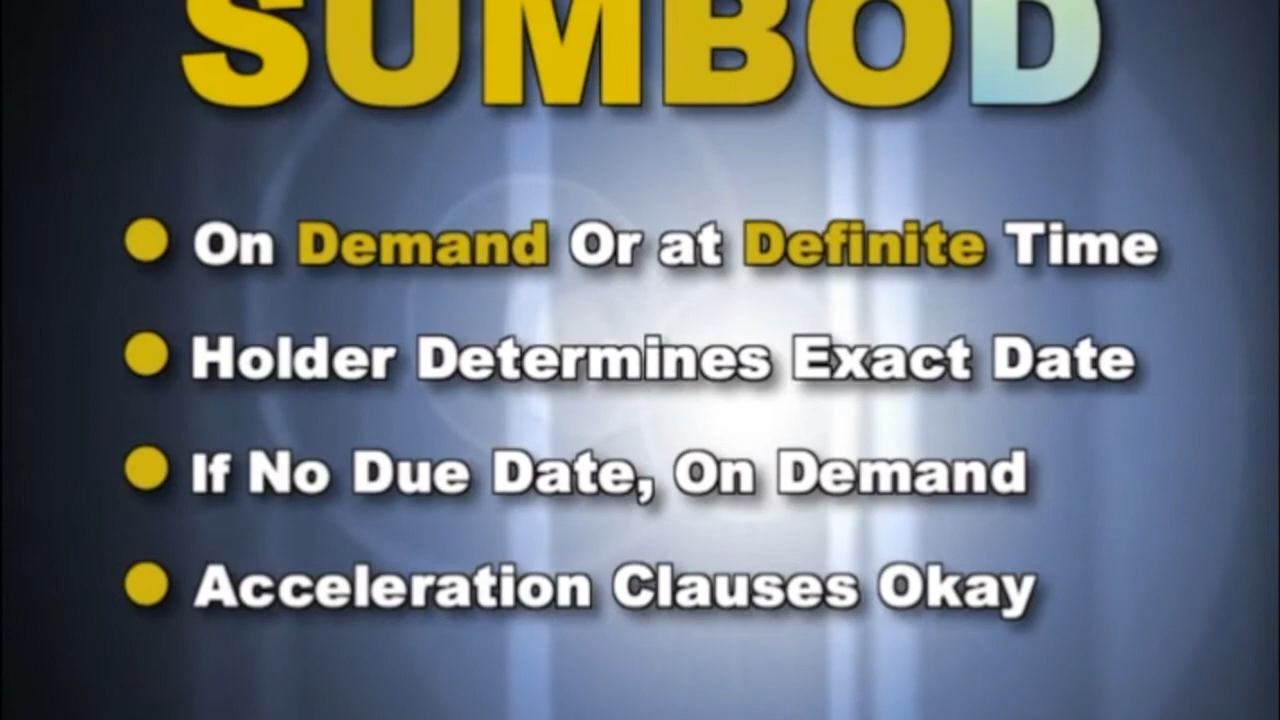 SUMBOD
On Demand Or at Definite Time
Holder Determines Exact Date
If No Due Date, On Demand
Acceleration Clauses Okay